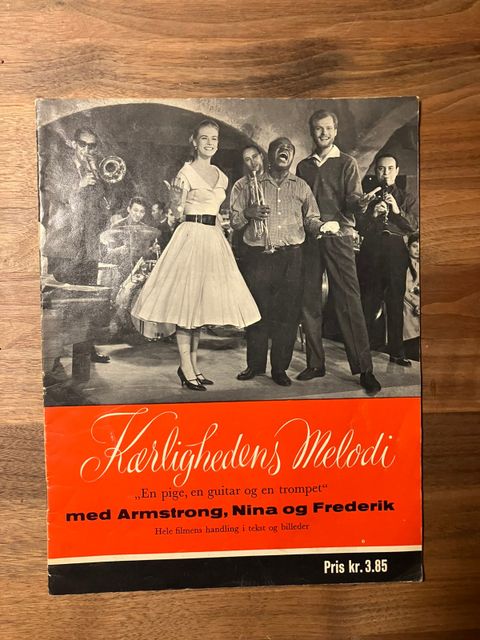 Kærlighedens Melodi
„En pige, en guitar og en trompet“
med Armstrong, Nina og Frederik
Hele filmens handling i tekst og billeder
Pris kr. 3.85